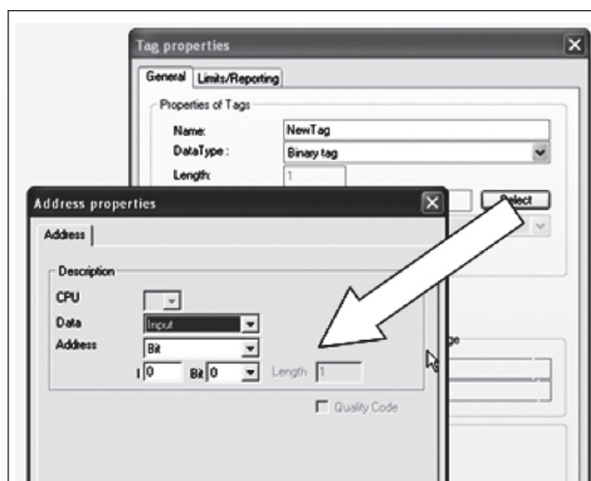 Tag properties
General Limits/Reporting
Properties of Tags
Name: NewTag
DataType : Binary tag
Length: 1
Select
Address properties
Address
Description
CPU
Data Input
Address Bit
I 0 Bit 0 Length 1
Quality Code